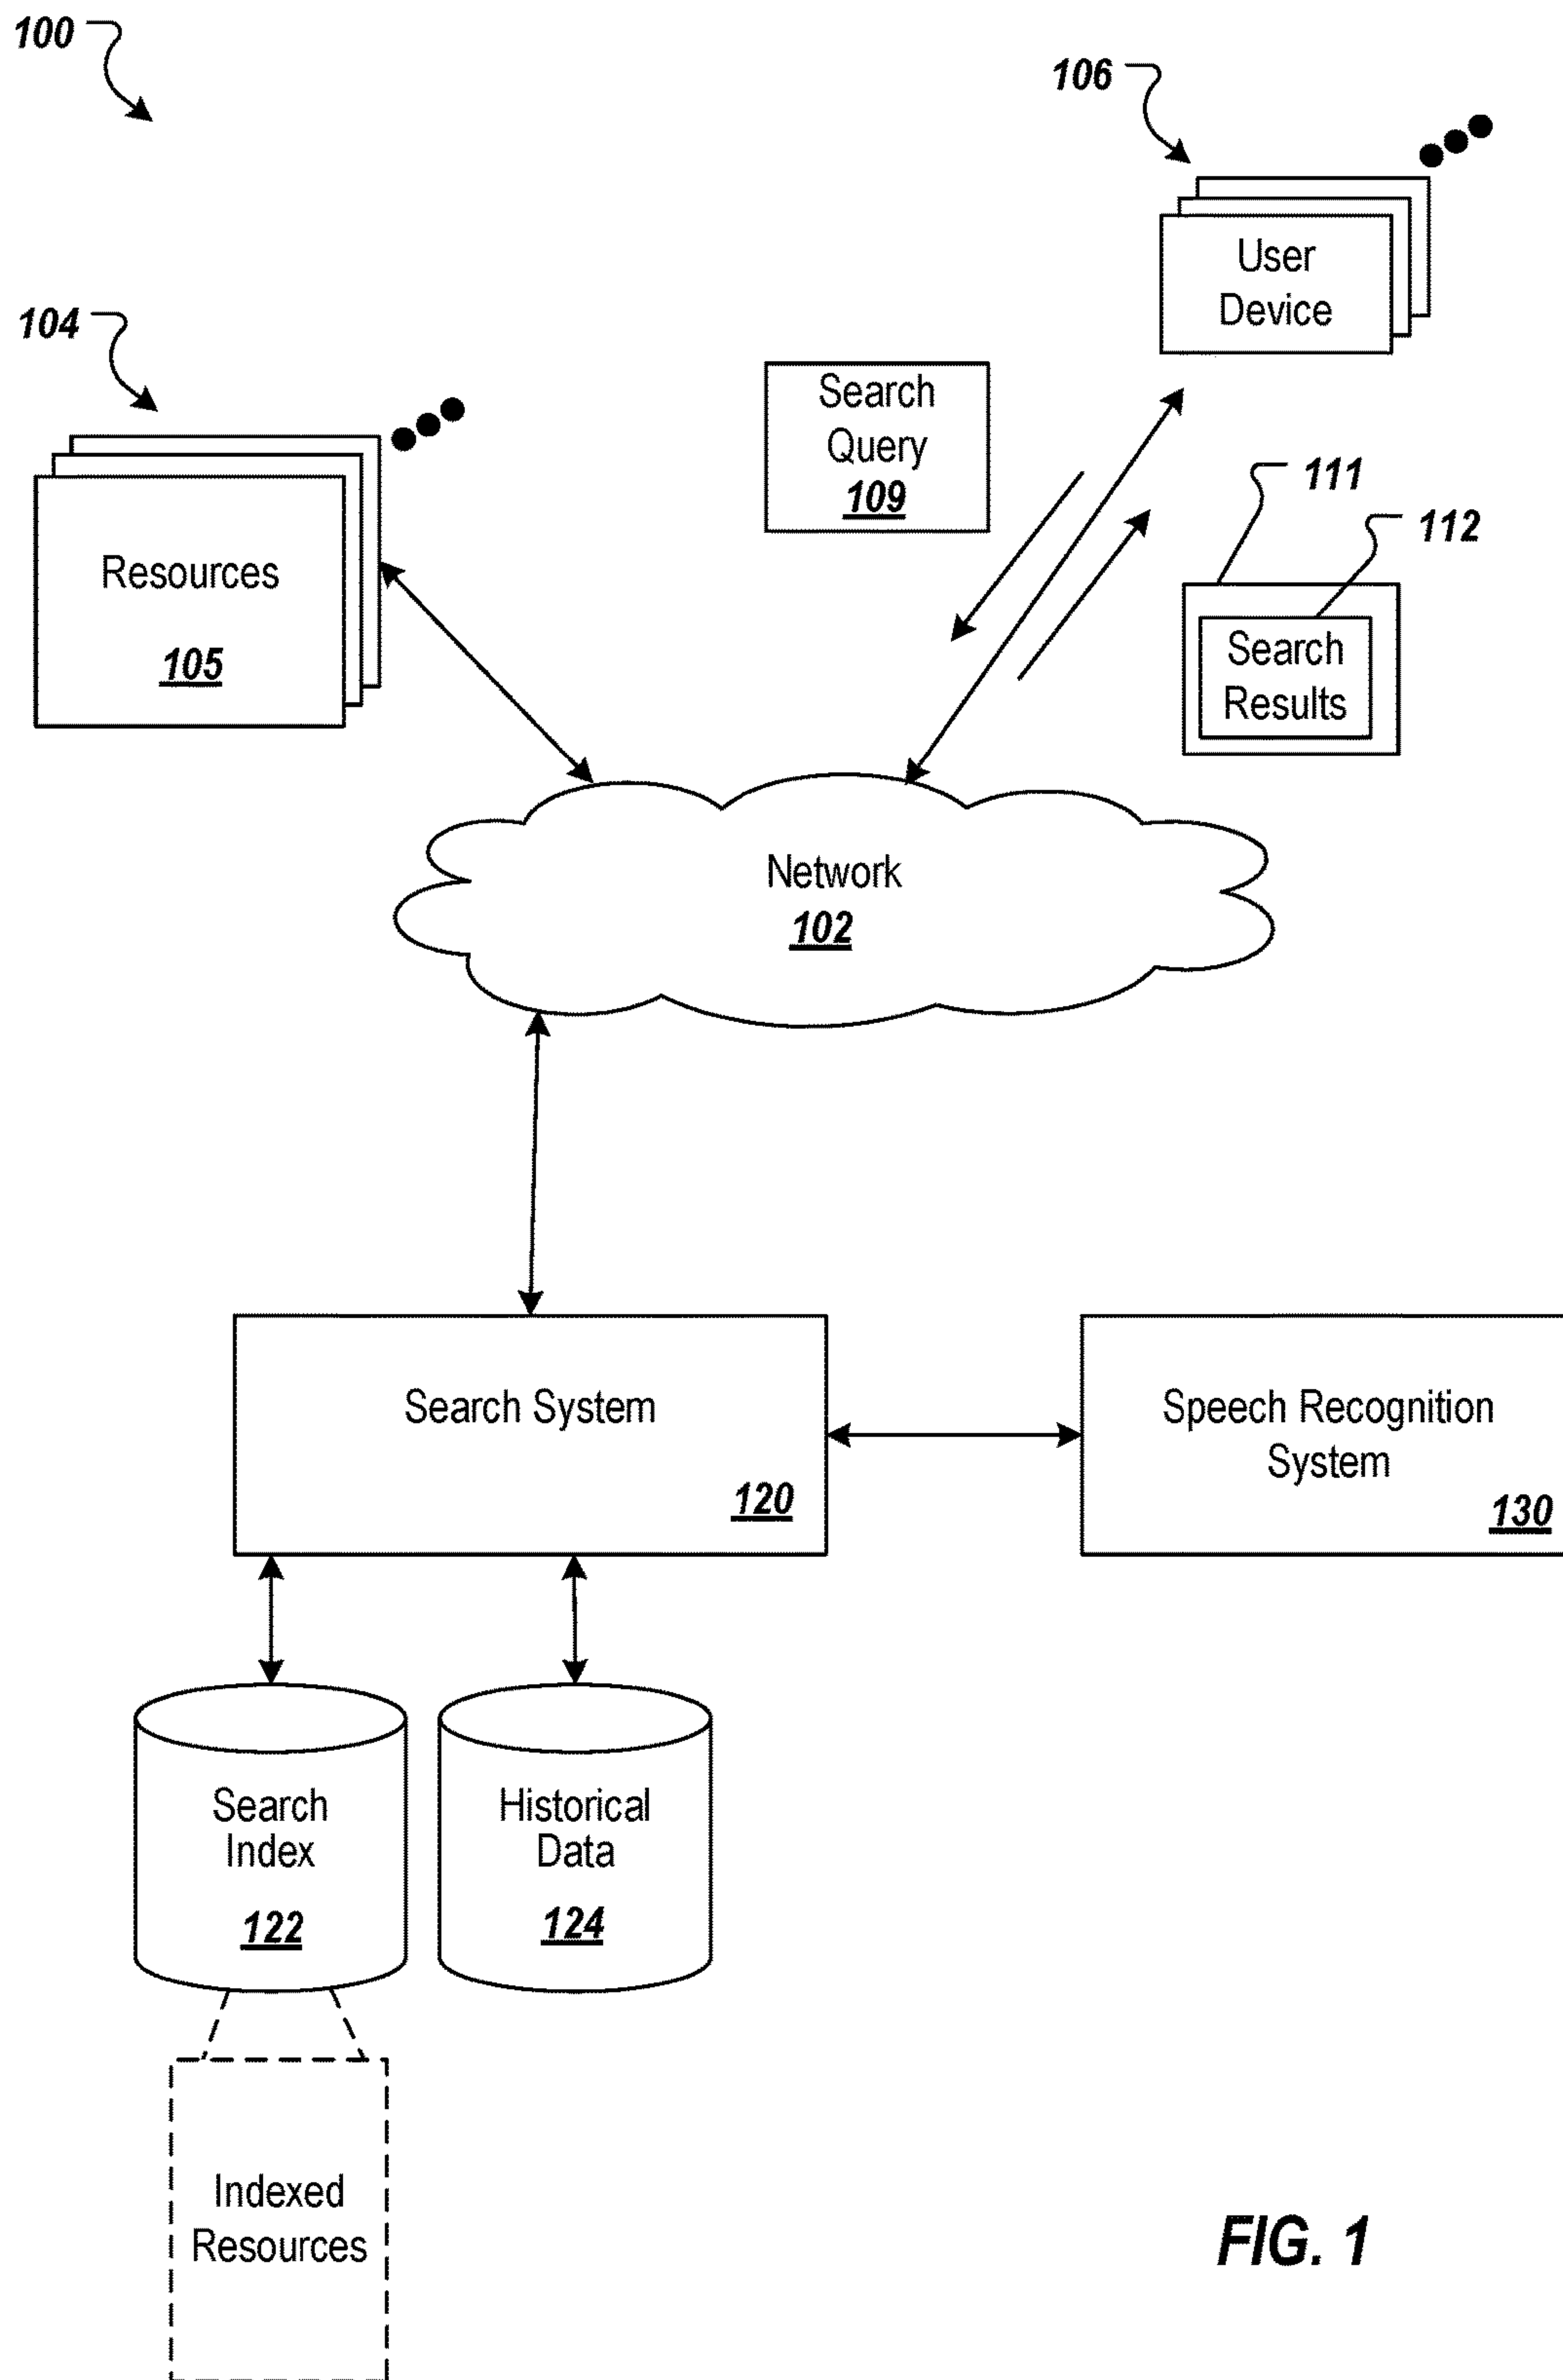 100
106
User
Device
104
Search
Query
109
111
112
Resources
105
Search
Results
Network
102
Search System
120
Speech Recognition
System
130
Search
Index
122
Historical
Data
124
Indexed
Resources
FIG. 1